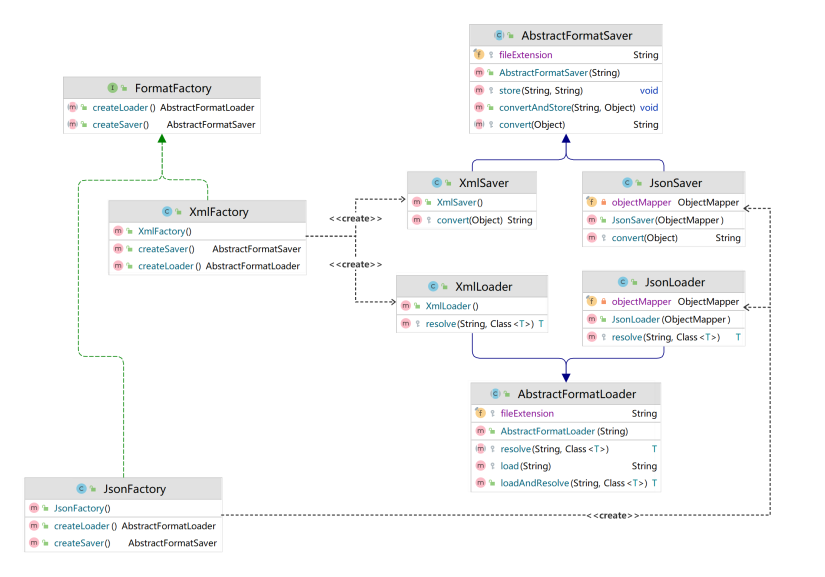 AbstractFormatSaver
fileExtension String
AbstractFormatSaver(String)
store(String, String) void
convertAndStore(String, Object) void
convert(Object) String
FormatFactory
createLoader() AbstractFormatLoader
createSaver() AbstractFormatSaver
XmlSaver
XmlSaver()
convert(Object) String
JsonSaver
objectMapper ObjectMapper
JsonSaver(ObjectMapper)
convert(Object) String
XmlFactory
XmlFactory()
createSaver() AbstractFormatSaver
createLoader() AbstractFormatLoader
<<create>>
<<create>>
XmlLoader
XmlLoader()
resolve(String, Class<T>) T
JsonLoader
objectMapper ObjectMapper
JsonLoader(ObjectMapper)
resolve(String, Class<T>) T
AbstractFormatLoader
fileExtension String
AbstractFormatLoader(String)
resolve(String, Class<T>) T
load(String) String
loadAndResolve(String, Class<T>) T
JsonFactory
JsonFactory()
createLoader() AbstractFormatLoader
createSaver() AbstractFormatSaver
<<create>>